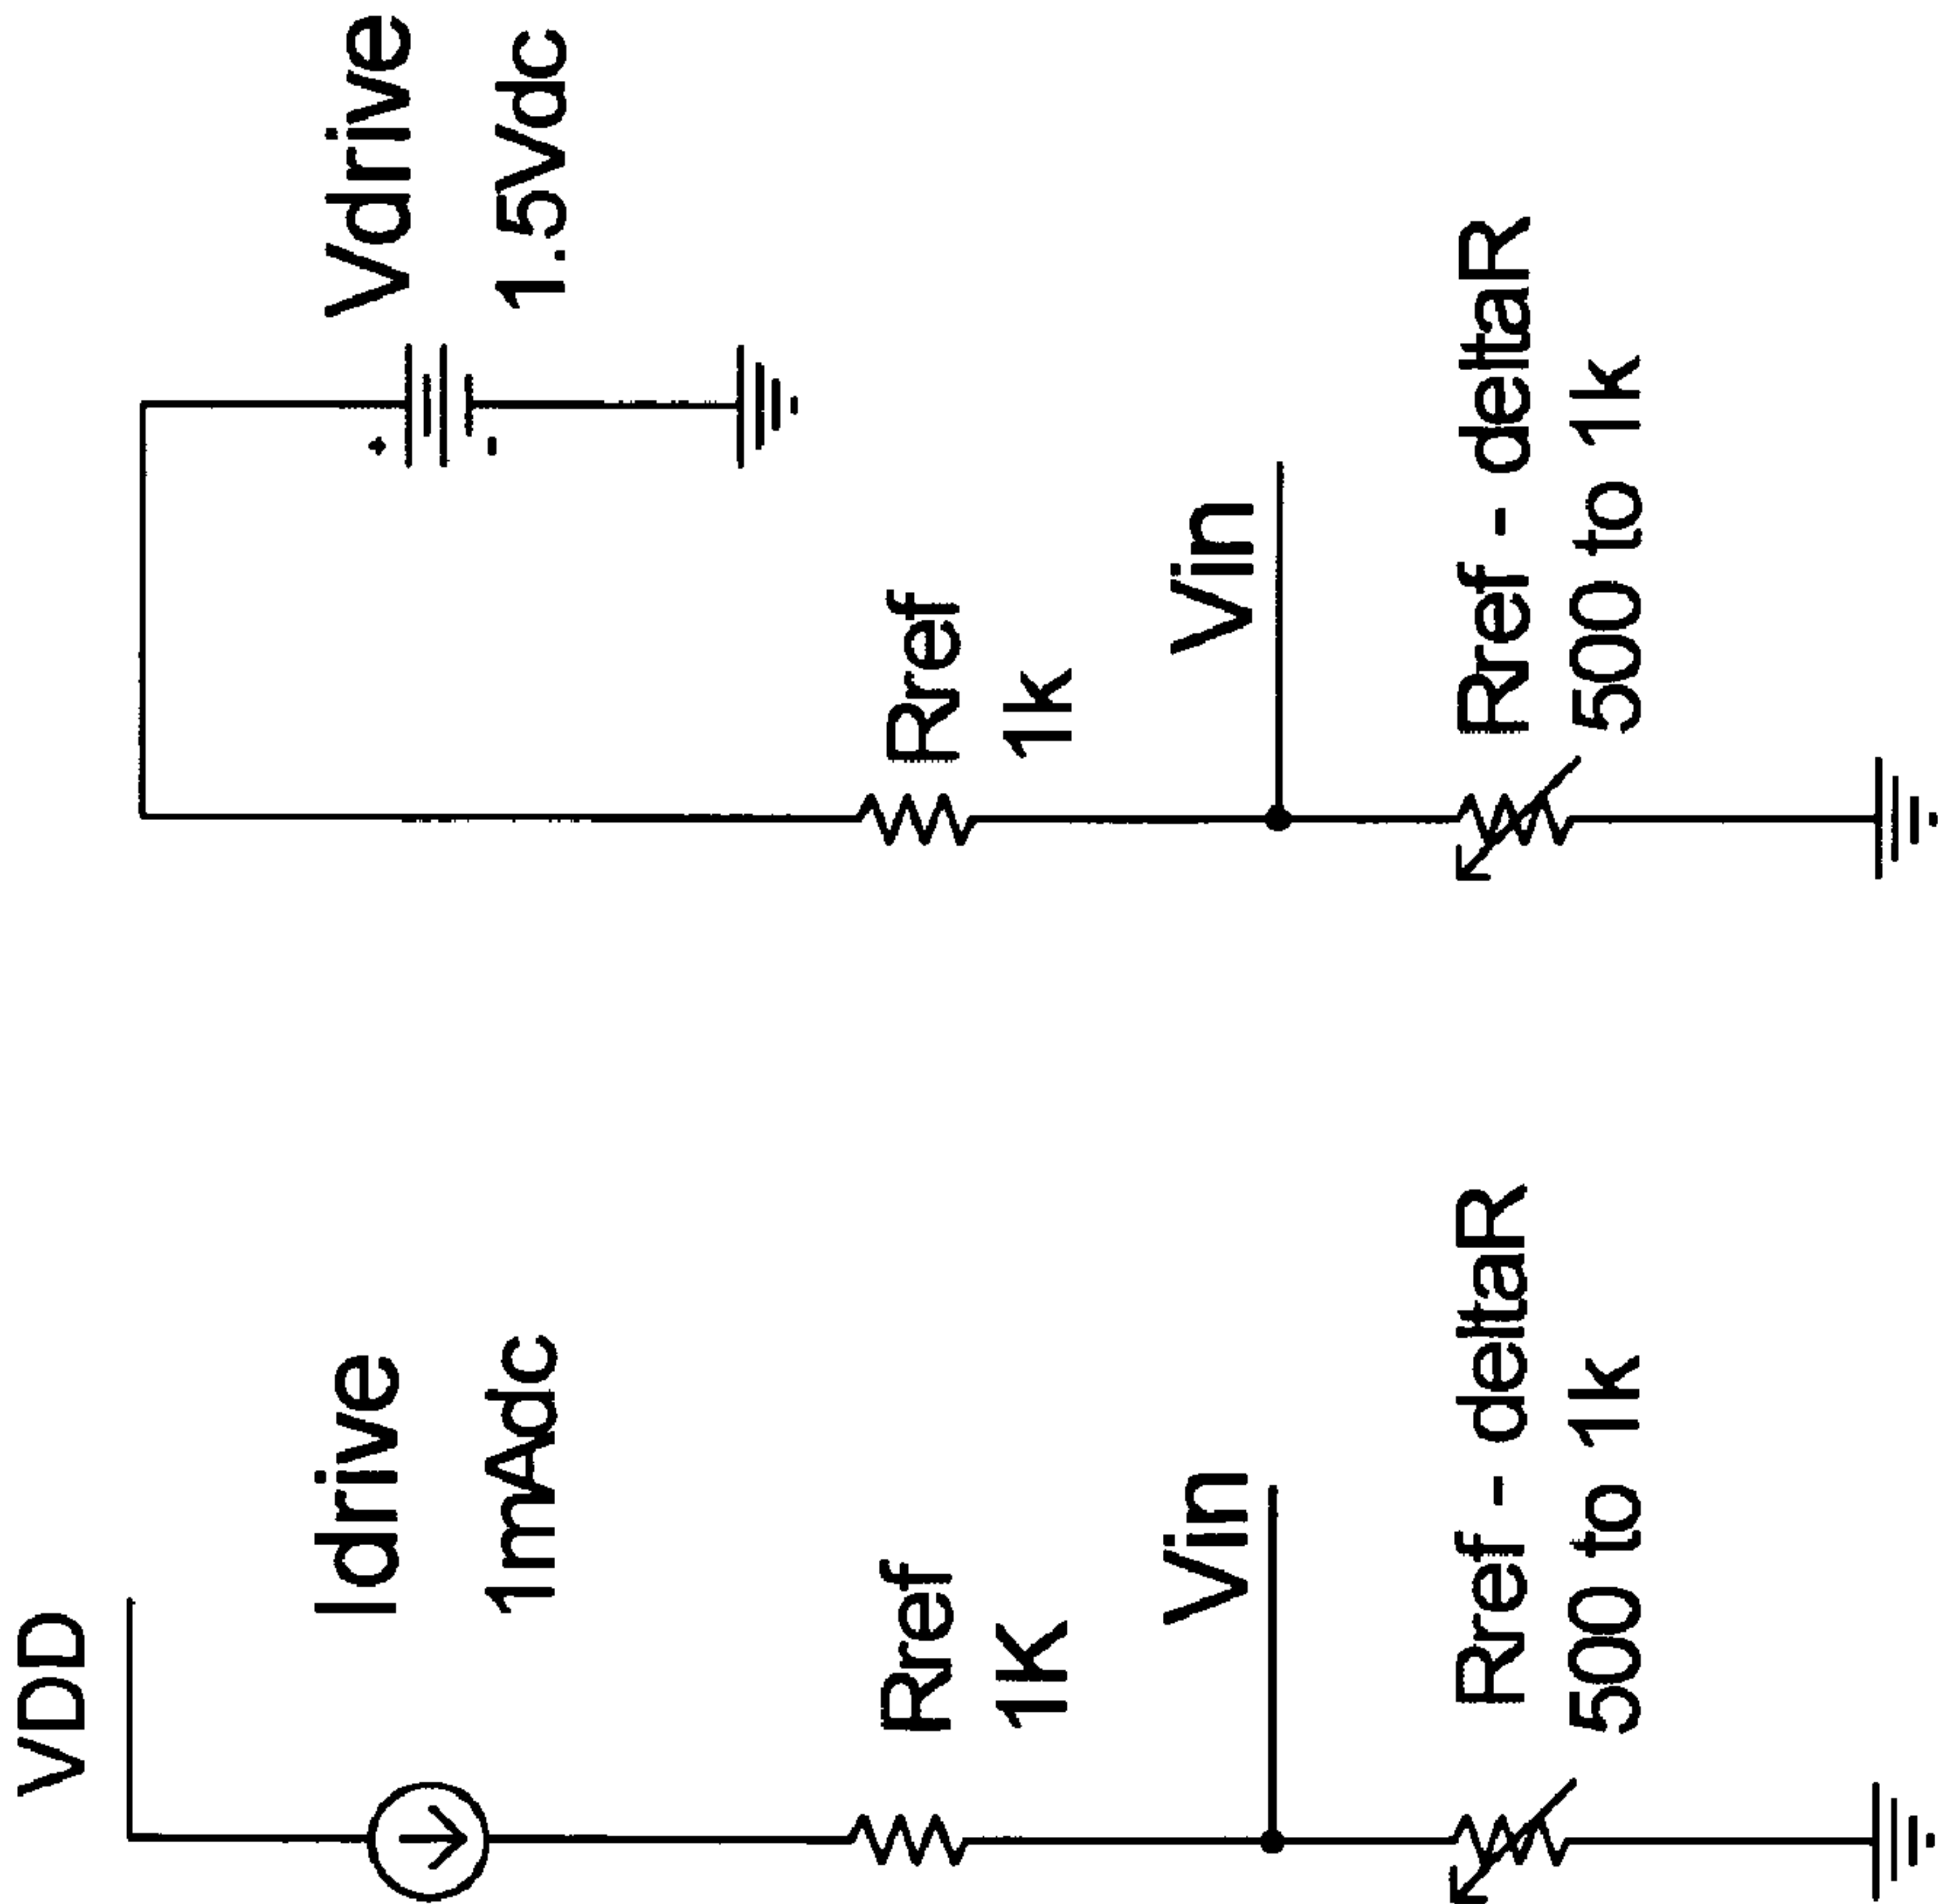 VDD
Idrive
1mAdc
Rref
1K
Vin
Rref - deltaR
500 to 1k
Vdrive
1.5Vdc
+
-
Rref
1k
Vin
Rref - deltaR
500 to 1k